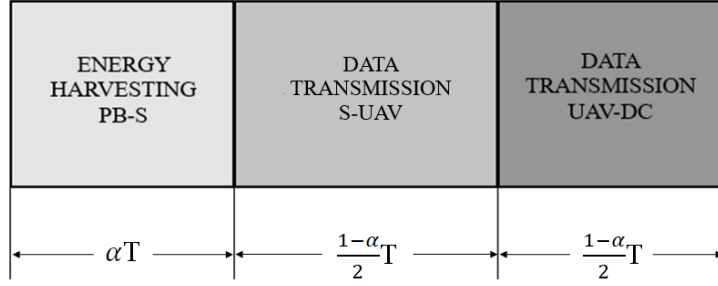 ENERGY
HARVESTING
PB-S
DATA
TRANSMISSION
S-UAV
DATA
TRANSMISSION
UAV-DC
αT
1−α/2 T
1−α/2 T